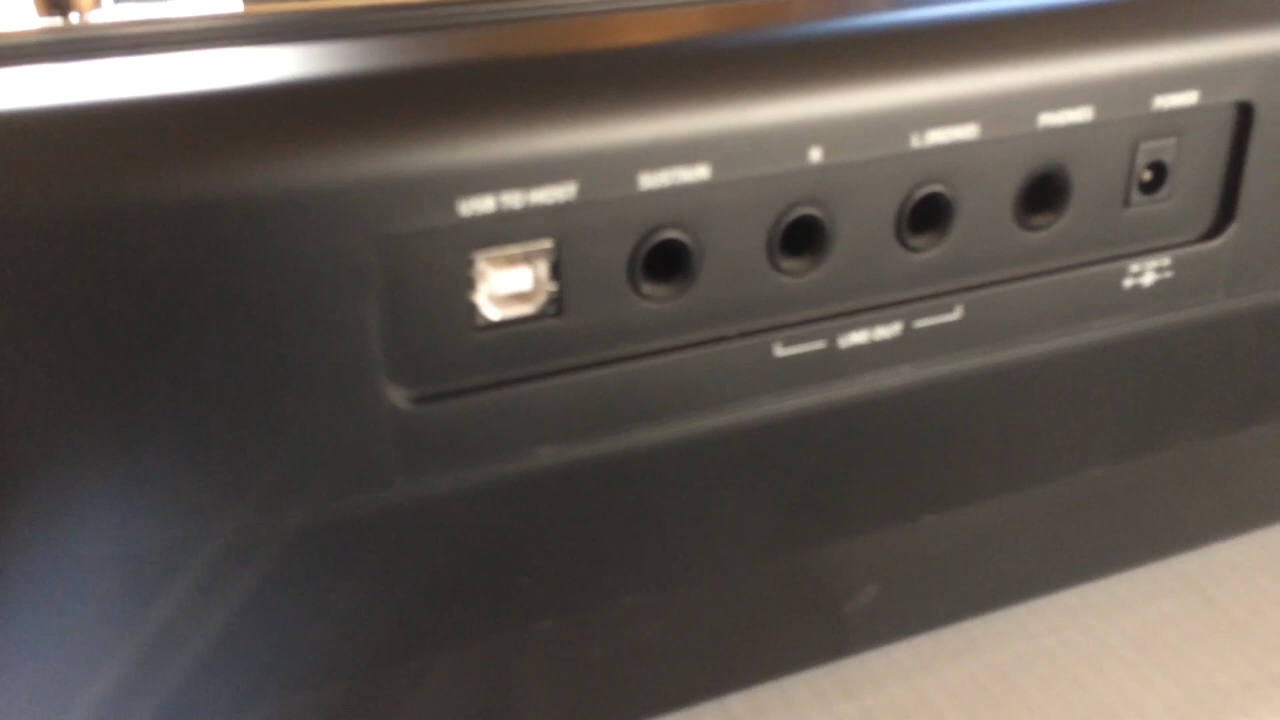 USB TO HOST
SUSTAIN
R
L (MONO)
PHONES
POWER
LINE OUT